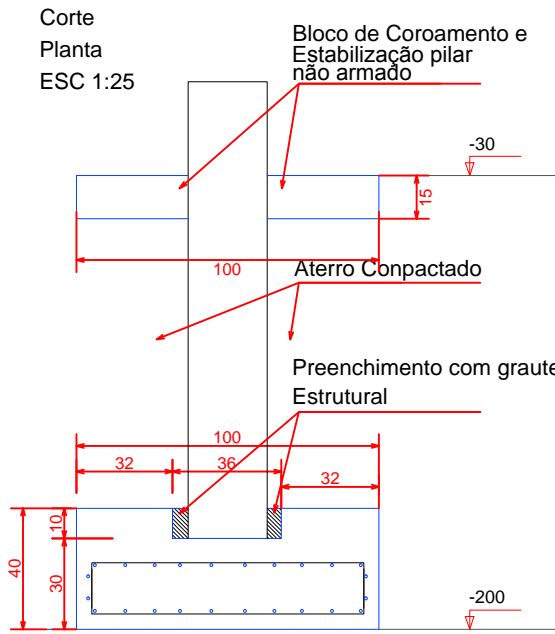 Corte
Planta
ESC 1:25
Bloco de Coroamento e
Estabilização pilar
não armado
-30
15
100
Aterro Conpactado
Preenchimento com graute
Estrutural
100
32
36
32
10
40
30
-200